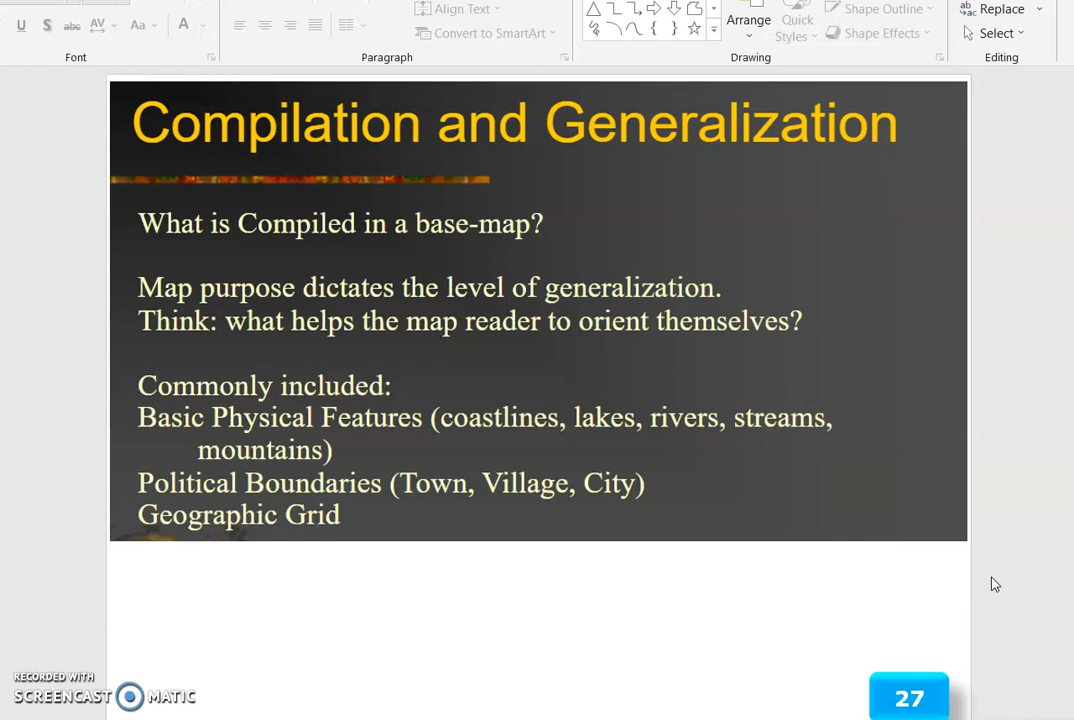 Align Text
Convert to SmartArt
U S abc AV Aa A
Arrange
Quick
Styles
Shape Outline
Shape Effects
Replace
Select
Font
Paragraph
Drawing
Editing
Compilation and Generalization
What is Compiled in a base-map?
Map purpose dictates the level of generalization.
Think: what helps the map reader to orient themselves?
Commonly included:
Basic Physical Features (coastlines, lakes, rivers, streams,
mountains)
Political Boundaries (Town, Village, City)
Geographic Grid
27
RECORDED WITH
SCREENCAST MATIC